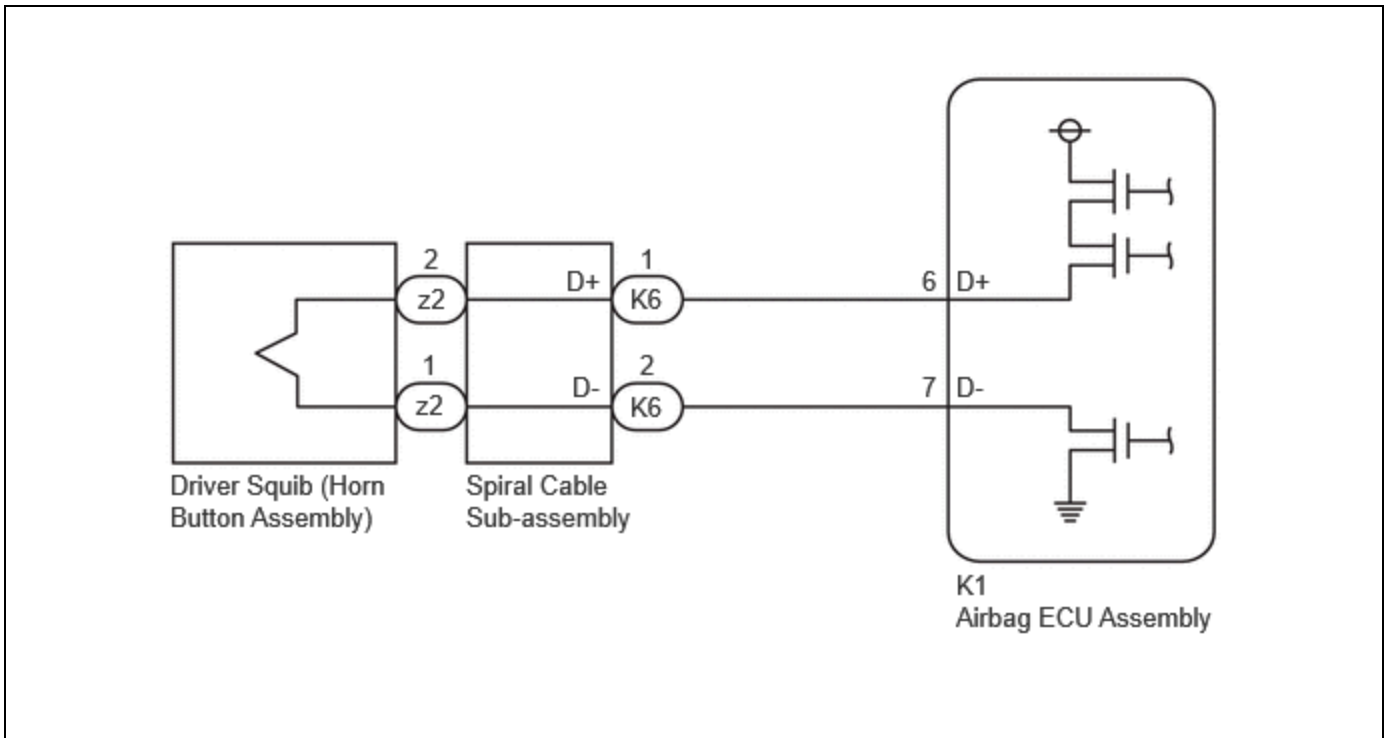 2
z2
D+
1
K6
6
D+
1
z2
D-
2
K6
7
D-
Driver Squib (Horn
Button Assembly)
Spiral Cable
Sub-assembly
K1
Airbag ECU Assembly